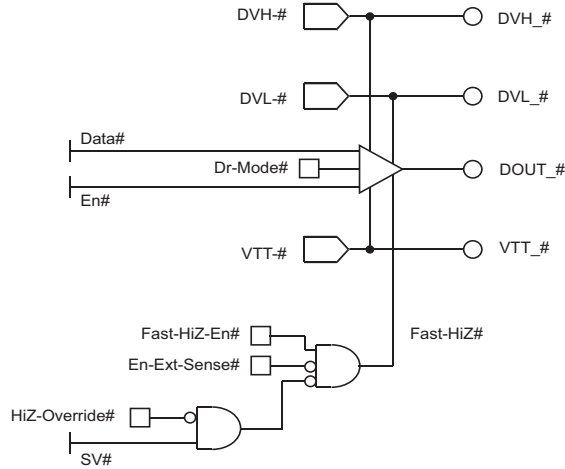 DVH-#
DVH_#
DVL-#
DVL_#
Data#
Dr-Mode#
DOUT_#
En#
VTT-#
VTT_#
Fast-HiZ-En#
Fast-HiZ#
En-Ext-Sense#
HiZ-Override#
SV#